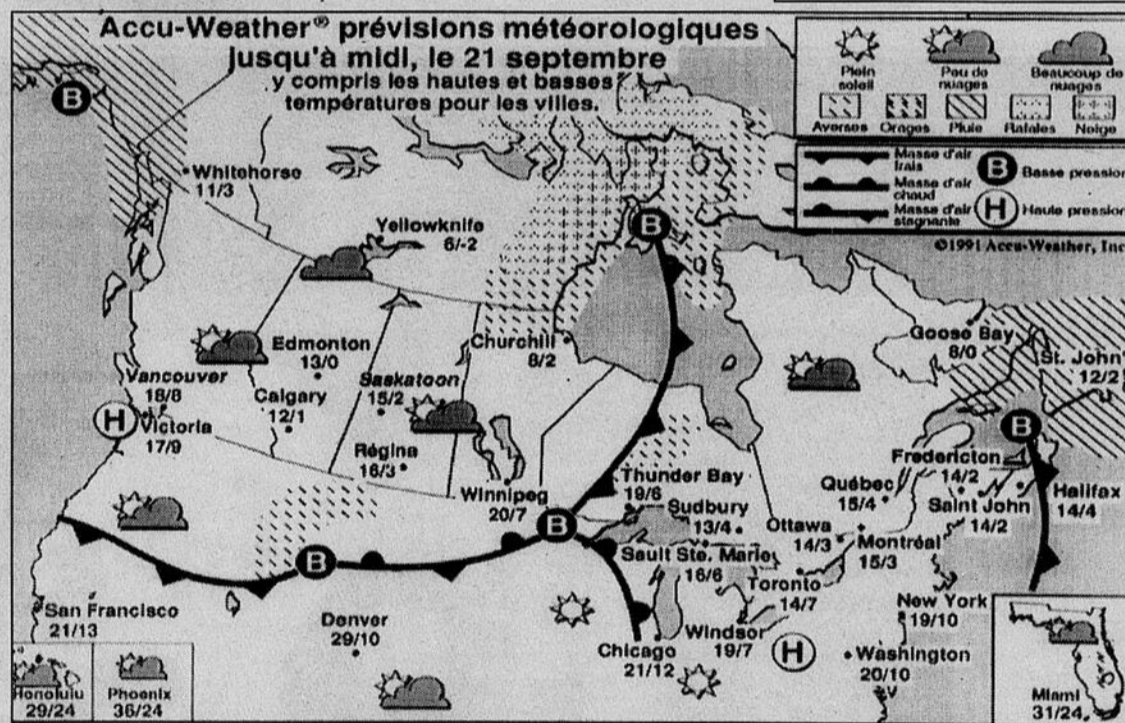 Accu-Weather® prévisions météorologiques
jusqu'à midi, le 21 septembre
y compris les hautes et basses
températures pour les villes.
Plein
soleil
Peu de
nuages
Beaucoup de
nuages
Averses
Orages
Pluie
Rafales
Neige
Masse d'air
frais
Masse d'air
chaud
Masse d'air
stagnante
B
Basse pression
H
Haute pression
©1991 Accu-Weather, Inc
B
Whitehorse
11/3
Yellowknife
6/-2
B
Churchill
8/2
Goose Bay
8/0
St. John'
12/2
Edmonton
13/0
Vancouver
18/8
H
Victoria
17/9
Calgary
12/1
Saskatoon
15/2
Régina
16/3
Winnipeg
20/7
Thunder Bay
19/6
Sudbury
13/4
Sault Ste. Marie
16/6
Ottawa
14/3
Montréal
15/3
Toronto
14/7
Québec
15/4
Fredericton
14/2
Saint John
14/2
B
Halifax
14/4
B
B
San Francisco
21/13
Denver
29/10
Chicago
21/12
Windsor
19/7
H
New York
19/10
Washington
20/10
Honolulu
29/24
Phoenix
36/24
Miami
31/24